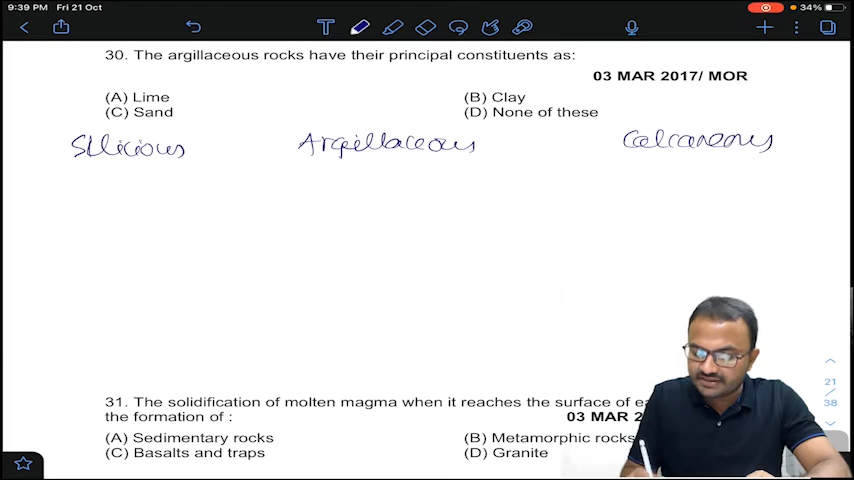 9:39 PM Fri 21 Oct
34%
30. The argillaceous rocks have their principal constituents as:
03 MAR 2017/ MOR
(A) Lime
(B) Clay
(C) Sand
(D) None of these
Silicious Argillaceous Calcareous
31. The solidification of molten magma when it reaches the surface of
the formation of :
03 MAR 2
(A) Sedimentary rocks
(B) Metamorphic rocks
(C) Basalts and traps
(D) Granite
21
/
38